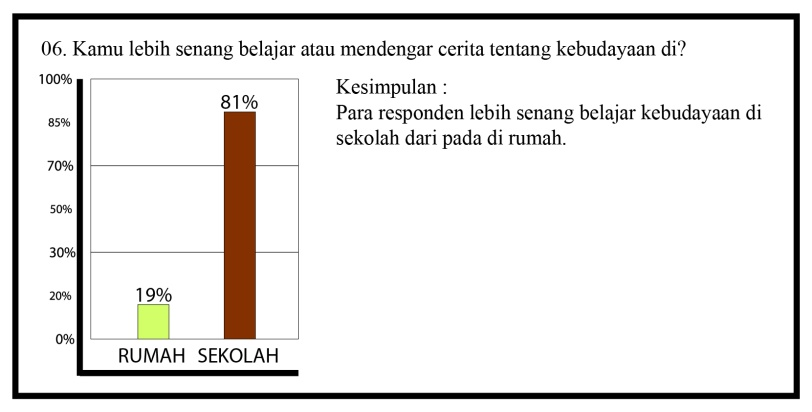 06. Kamu lebih senang belajar atau mendengar cerita tentang kebudayaan di?
100%
85%
70%
50%
30%
20%
0%
81%
19%
RUMAH SEKOLAH
Kesimpulan :
Para responden lebih senang belajar kebudayaan di
sekolah dari pada di rumah.